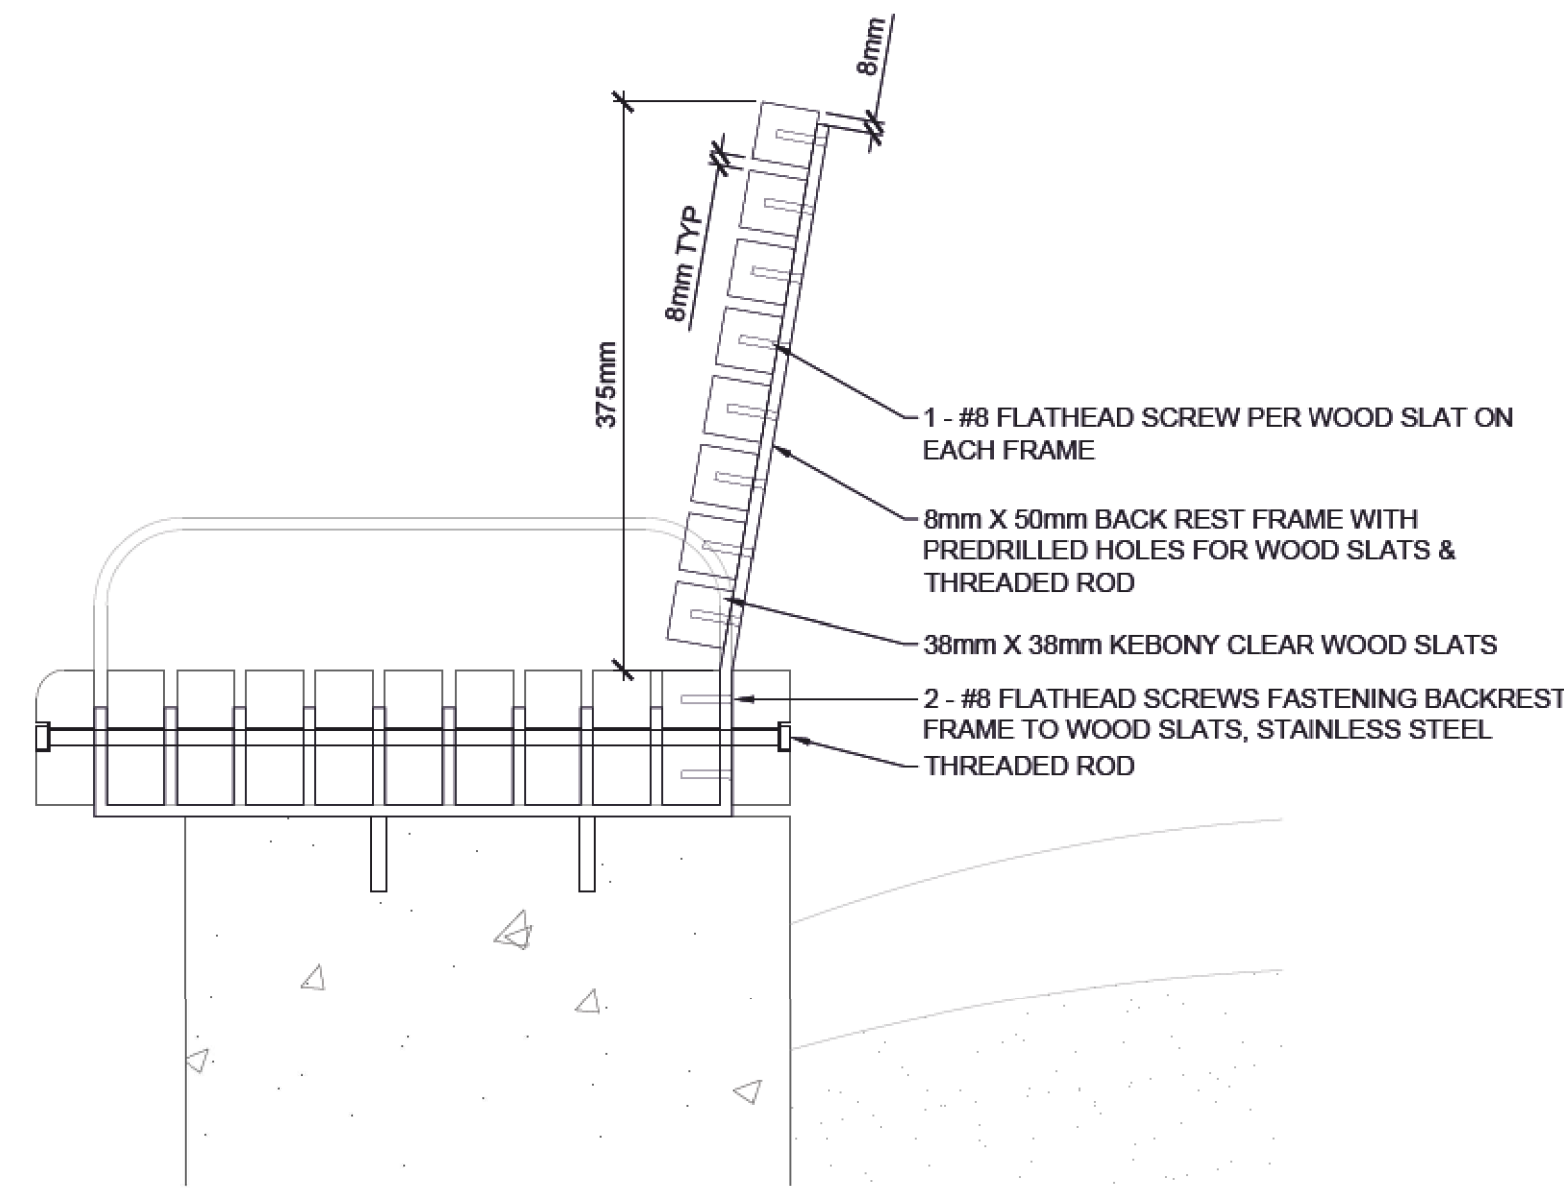 8mm
8mm TYP
375mm
1 - #8 FLATHEAD SCREW PER WOOD SLAT ON
EACH FRAME
8mm X 50mm BACK REST FRAME WITH
PREDRILLED HOLES FOR WOOD SLATS &
THREADED ROD
38mm X 38mm KEBONY CLEAR WOOD SLATS
2 - #8 FLATHEAD SCREWS FASTENING BACKREST
FRAME TO WOOD SLATS, STAINLESS STEEL
THREADED ROD